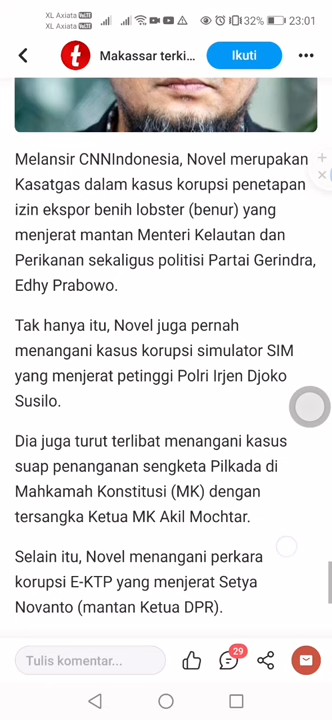 XL Axiata VoLTE
XL Axiata VoLTE
32%
23:01
t
Makassar terki...
Ikuti
Melansir CNNIndonesia, Novel merupakan
Kasatgas dalam kasus korupsi penetapan
izin ekspor benih lobster (benur) yang
menjerat mantan Menteri Kelautan dan
Perikanan sekaligus politisi Partai Gerindra,
Edhy Prabowo.
Tak hanya itu, Novel juga pernah
menangani kasus korupsi simulator SIM
yang menjerat petinggi Polri Irjen Djoko
Susilo.
Dia juga turut terlibat menangani kasus
suap penanganan sengketa Pilkada di
Mahkamah Konstitusi (MK) dengan
tersangka Ketua MK Akil Mochtar.
Selain itu, Novel menangani perkara
korupsi E-KTP yang menjerat Setya
Novanto (mantan Ketua DPR).
Tulis komentar...
29